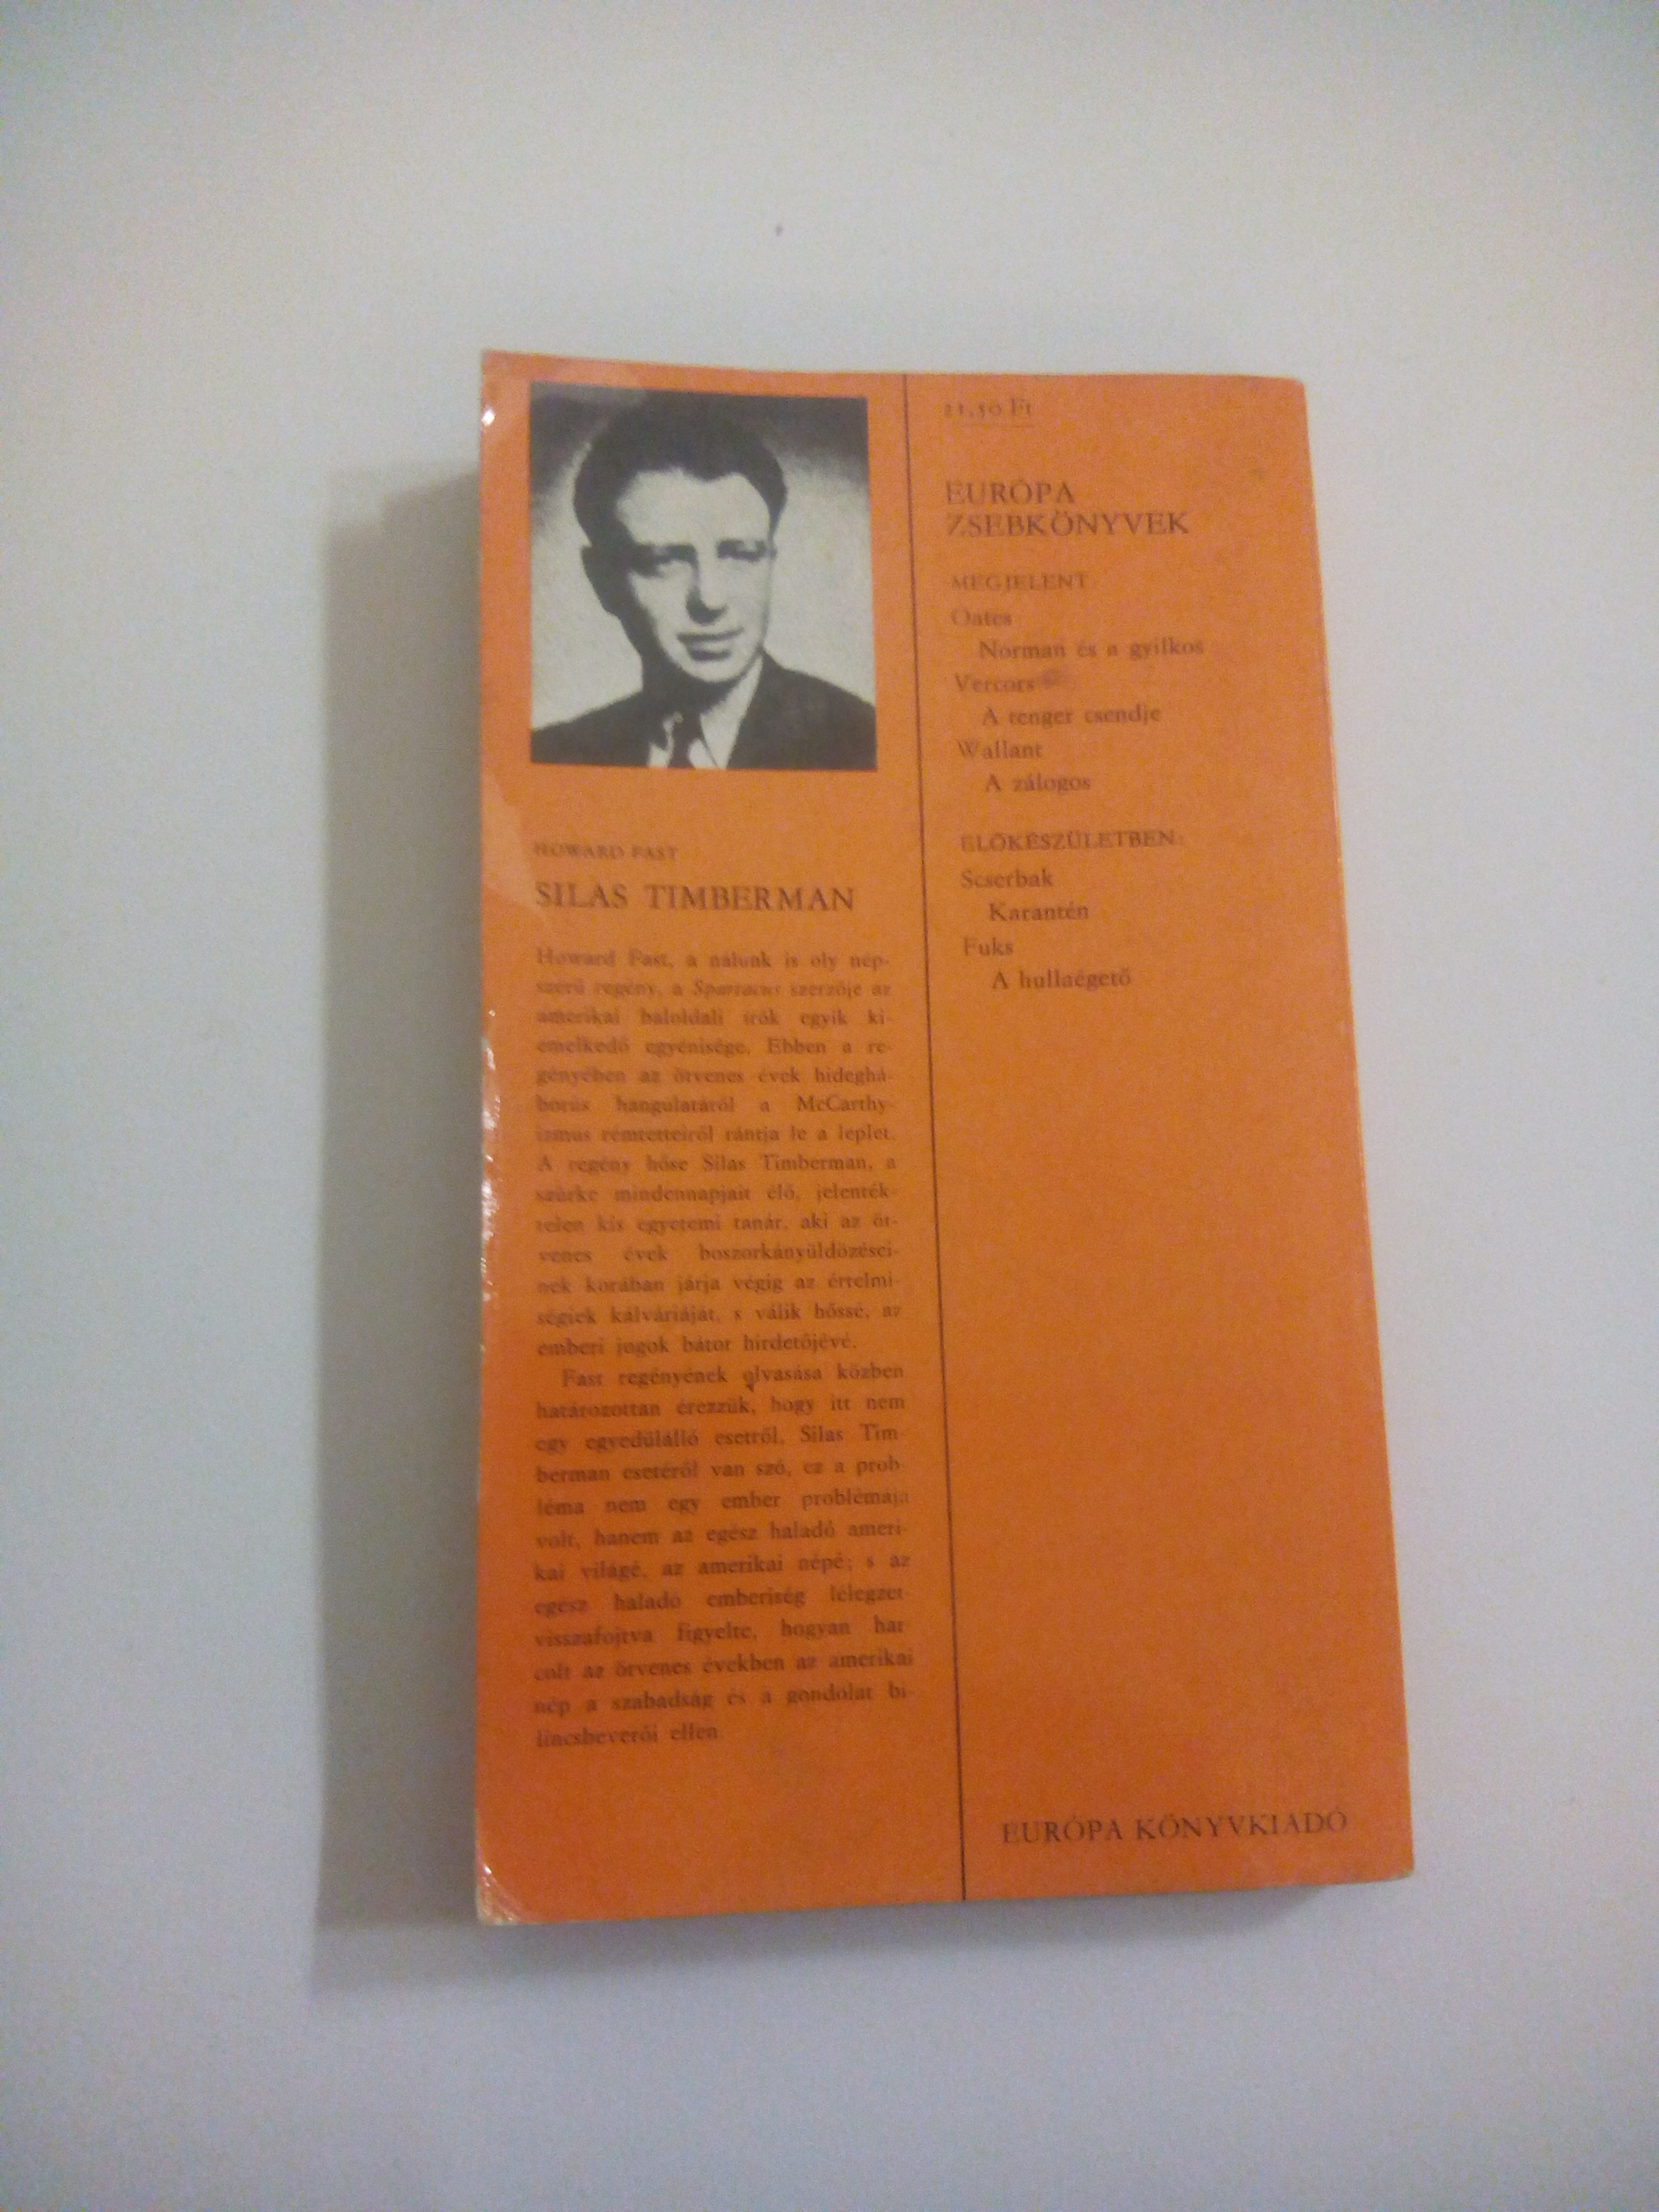 HOWARD FAST
SILAS TIMBERMAN
Howard Fast, a nálunk is oly nép-
szerű regény, a Spartacus szerzője az
amerikai baloldali írók egyik ki-
emelkedő egyénisége. Ebben a re-
gényében az ötvenes évek hideghá-
borús hangulatáról a McCarthy-
izmus rémtetteiről rántja le a leplet.
A regény hőse Silas Timberman, a
szürke mindennapjait élő, jelenték-
telen kis egyetemi tanár, aki az öt-
venes évek boszorkányüldözései-
nek korában járja végig az értelmi-
ségiek kálváriáját, s válik hőssé, az
emberi jogok bátor hirdetőjévé.
Fast regényének olvasása közben
határozottan érezzük, hogy itt nem
egy egyedülálló esetről, Silas Tim-
berman esetéről van szó, ez a prob-
léma nem egy ember problémája
volt, hanem az egész haladó ameri-
kai világé, az amerikai népé; s az
egész haladó emberiség lélegzet-
visszafojtva figyelte, hogyan har-
colt az ötvenes években az amerikai
nép a szabadság és a gondolat bi-
lincsbeverői ellen.
Ft
EURÓPA
ZSEBKÖNYVEK
MEGJELENT
Oates
Norman és a gyilkos
Vercors
A tenger csendje
Wallant
A zálogos
ELŐKÉSZÜLETBEN:
Scserbak
Karantén
Fuks
A hullaégető
EURÓPA KÖNYVKIADÓ